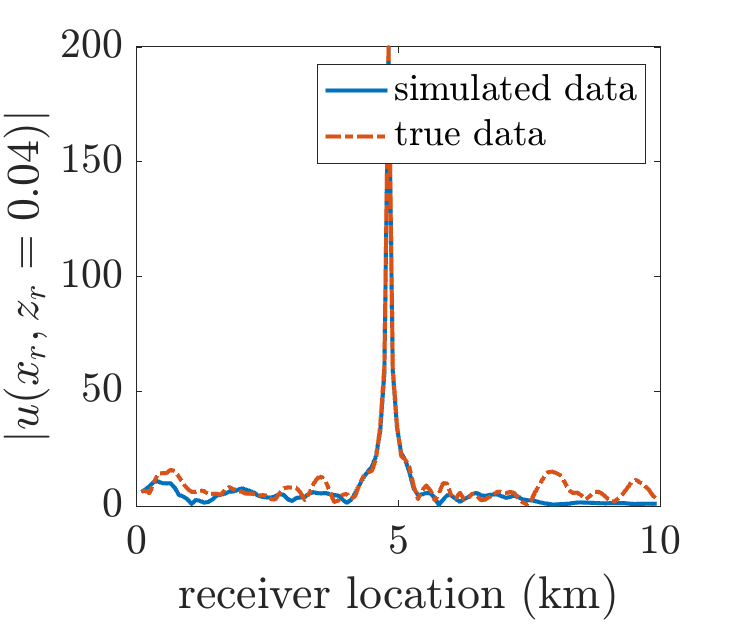 200
150
100
50
0
0
5
10
|u(x_r, z_r = 0.04)|
receiver location (km)
simulated data
true data